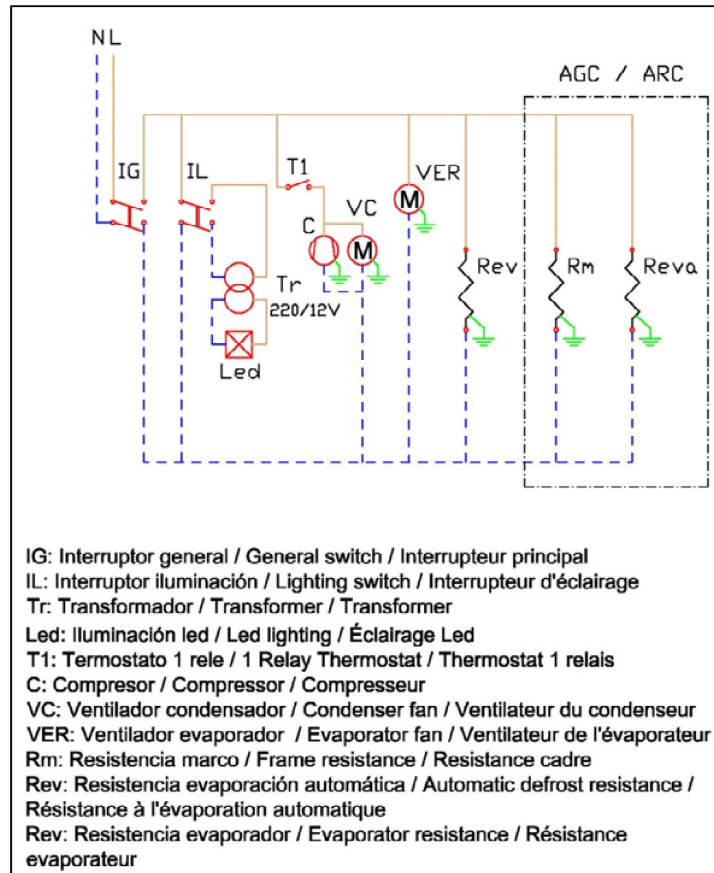 NL
AGC / ARC
IG
IL
T1
VER
C
VC
M
M
Rev
Rm
Reva
Tr
220/12V
Led
IG: Interruptor general / General switch / Interrupteur principal
IL: Interruptor iluminación / Lighting switch / Interrupteur d'éclairage
Tr: Transformador / Transformer / Transformer
Led: Iluminación led / Led lighting / Éclairage Led
T1: Termostato 1 rele / 1 Relay Thermostat / Thermostat 1 relais
C: Compresor / Compressor / Compresseur
VC: Ventilador condensador / Condenser fan / Ventilateur du condenseur
VER: Ventilador evaporador / Evaporator fan / Ventilateur de l'évaporateur
Rm: Resistencia marco / Frame resistance / Resistance cadre
Rev: Resistencia evaporación automática / Automatic defrost resistance /
Résistance à l'évaporation automatique
Rev: Resistencia evaporador / Evaporator resistance / Résistance
evaporateur